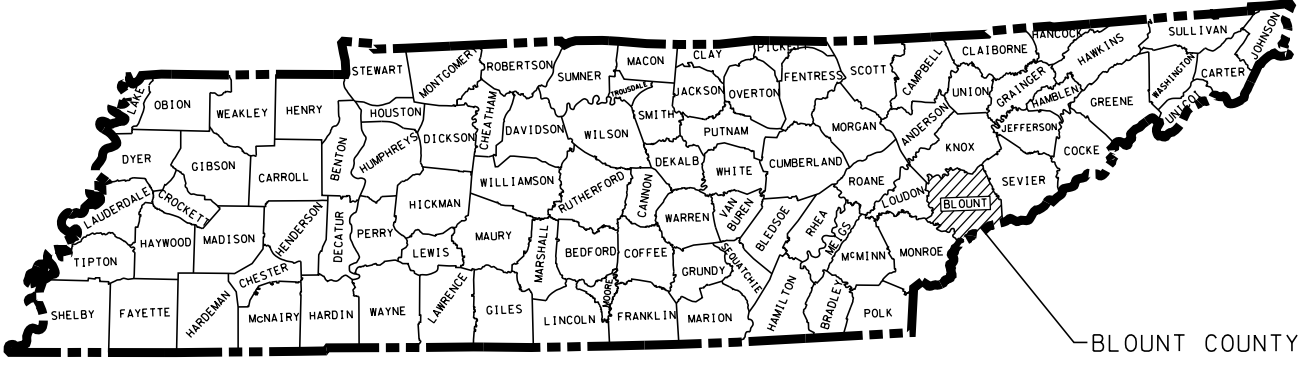 HANCOCK
SULLIVAN
JOHNSON
CLAIBORNE
HAWKINS
PICKETT
CLAY
MACON
STEWART
MONTGOMERY
ROBERTSON
SUMNER
TROUSDALE
JACKSON
OVERTON
FENTRESS
SCOTT
CAMPBELL
UNION
GRAINGER
HAMBLEN
WASHINGTON
CARTER
UNICOI
GREENE
LAKE
OBION
WEAKLEY
HENRY
HOUSTON
DICKSON
CHEATHAM
DAVIDSON
WILSON
SMITH
PUTNAM
MORGAN
ANDERSON
KNOX
JEFFERSON
COCKE
DYER
GIBSON
CARROLL
BENTON
HUMPHREYS
WILLIAMSON
RUTHERFORD
CANNON
DEKALB
WHITE
CUMBERLAND
ROANE
LOUDON
BLOUNT
SEVIER
LAUDERDALE
CROCKETT
HAYWOOD
MADISON
HENDERSON
DECATUR
PERRY
HICKMAN
LEWIS
MAURY
MARSHALL
BEDFORD
COFFEE
WARREN
VAN
BUREN
BLEDSOE
RHEA
MEIGS
McMINN
MONROE
TIPTON
CHESTER
GRUNDY
SEQUATCHIE
SHELBY
FAYETTE
HARDEMAN
McNAIRY
HARDIN
WAYNE
LAWRENCE
GILES
LINCOLN
MOORE
FRANKLIN
MARION
HAMILTON
BRADLEY
POLK
BLOUNT COUNTY